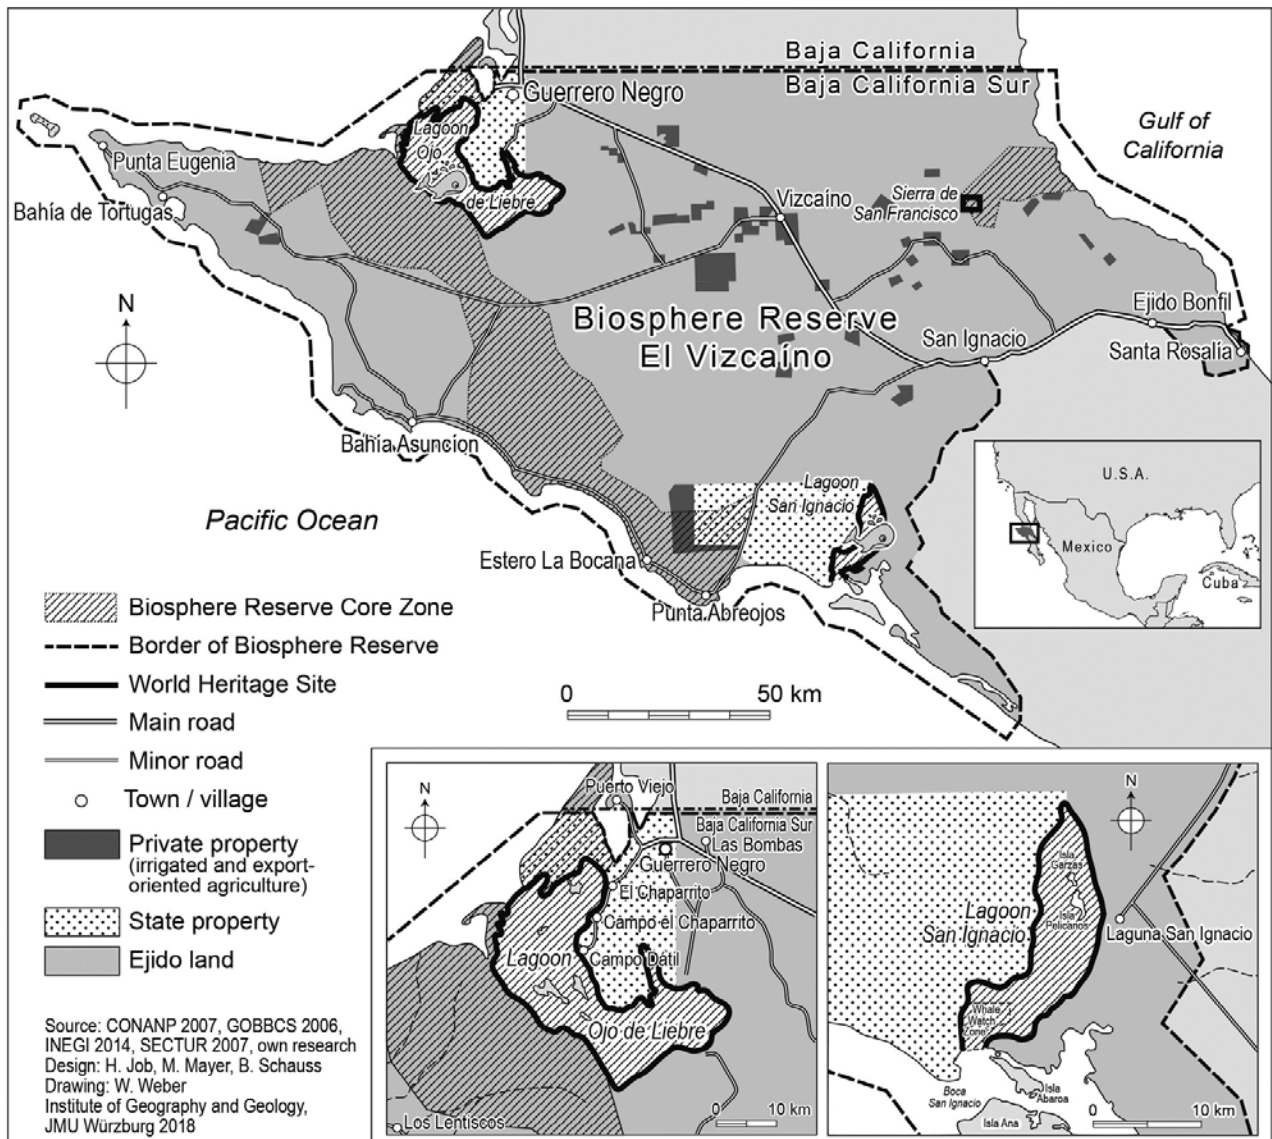 Baja California
Baja California Sur
Guerrero Negro
Gulf of
California
Lagoon
Ojo
de Liebre
Punta Eugenia
Bahía de Tortugas
Vizcaíno
Sierra de
San Francisco
N
Biosphere Reserve
El Vizcaíno
Ejido Bonfil
San Ignacio
Santa Rosalía
Bahía Asuncion
Lagoon
San Ignacio
Pacific Ocean
Estero La Bocana
Punta Abreojos
U.S.A.
Mexico
Cuba
Biosphere Reserve Core Zone
Border of Biosphere Reserve
World Heritage Site
Main road
Minor road
Town / village
Private property
(irrigated and export-
oriented agriculture)
State property
Ejido land
0 50 km
Source: CONANP 2007, GOBBCS 2006,
INEGI 2014, SECTUR 2007, own research
Design: H. Job, M. Mayer, B. Schauss
Drawing: W. Weber
Institute of Geography and Geology,
JMU Würzburg 2018
N
Puerto Viejo
Baja California
Baja California Sur
Las Bombas
Guerrero Negro
El Chaparrito
Campo el Chaparrito
Lagoon
Campo Dátil
Ojo de Liebre
Los Lentiscos
0 10 km
N
Isla
Garzas
Lagoon
San Ignacio
Isla
Pelicanos
Laguna San Ignacio
Whale
Watch
Zone
Boca
San Ignacio
Isla
Abaroa
Isla Ana
0 10 km